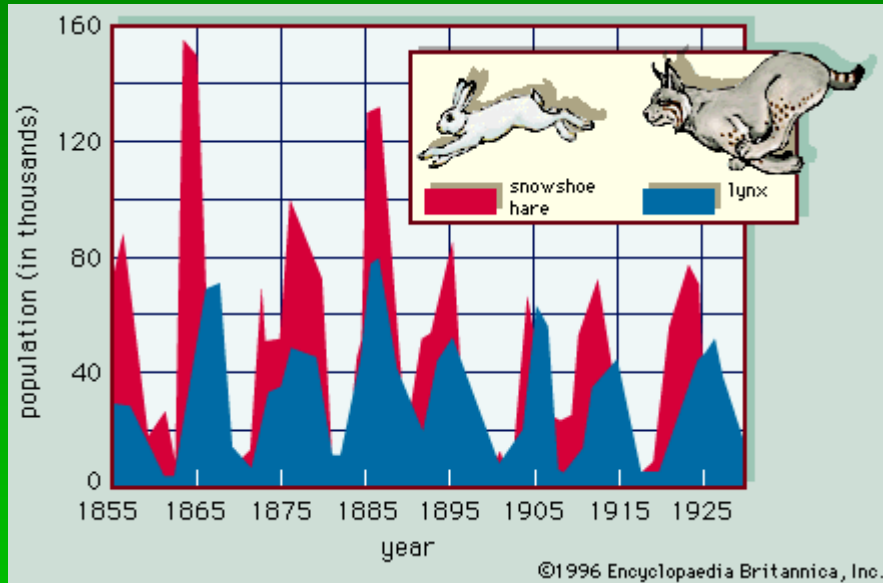 160
120
80
40
0
population (in thousands)
snowshoe
hare
lynx
1855 1865 1875 1885 1895 1905 1915 1925
year
©1996 Encyclopaedia Britannica, Inc.